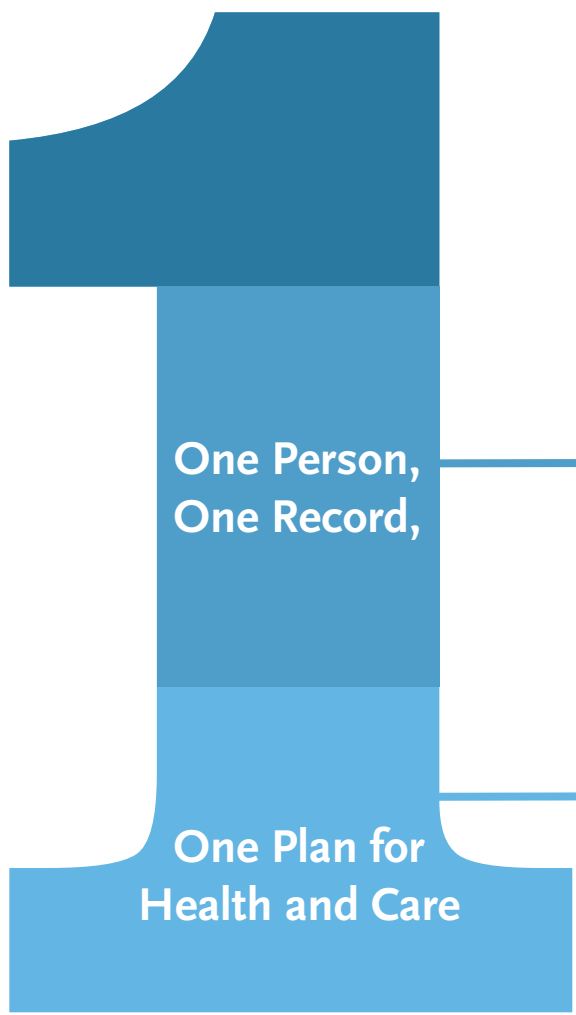 One Person,
One Record,
One Plan for
Health and Care